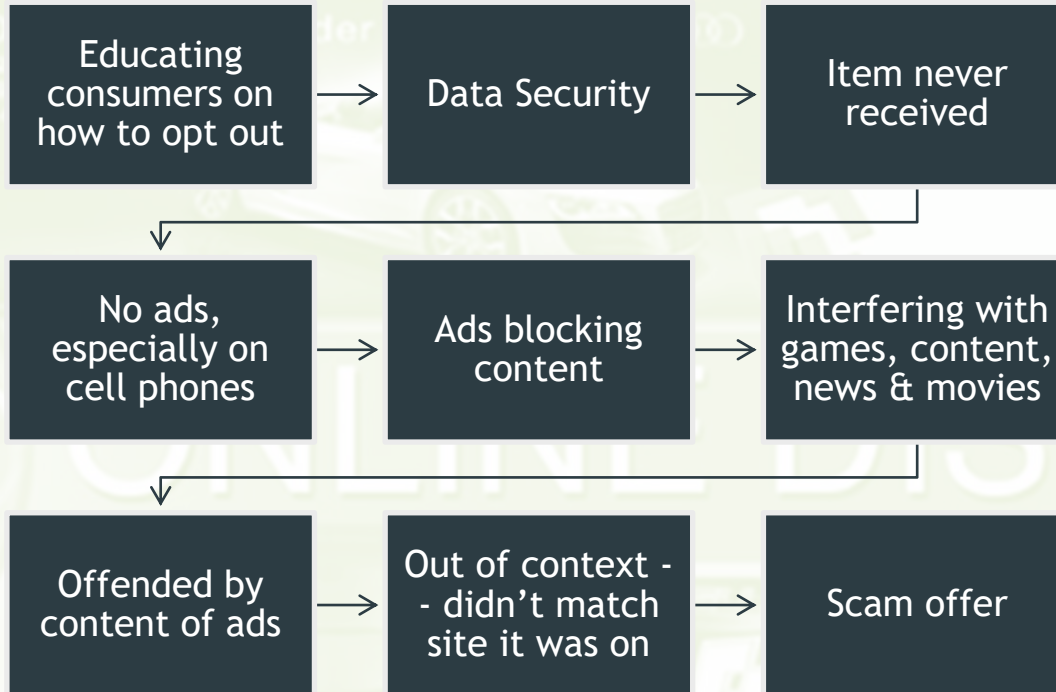 Educating
consumers on
how to opt out
Data Security
Item never
received
No ads,
especially on
cell phones
Ads blocking
content
Interfering with
games, content,
news & movies
Offended by
content of ads
Out of context -
- didn't match
site it was on
Scam offer
ONLINE DIS